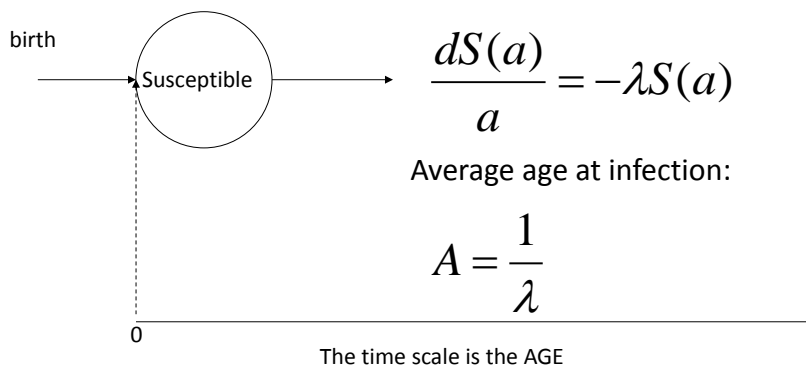 birth
Susceptible
dS(a)/a = −λS(a)
Average age at infection:
A = 1/λ
0
The time scale is the AGE